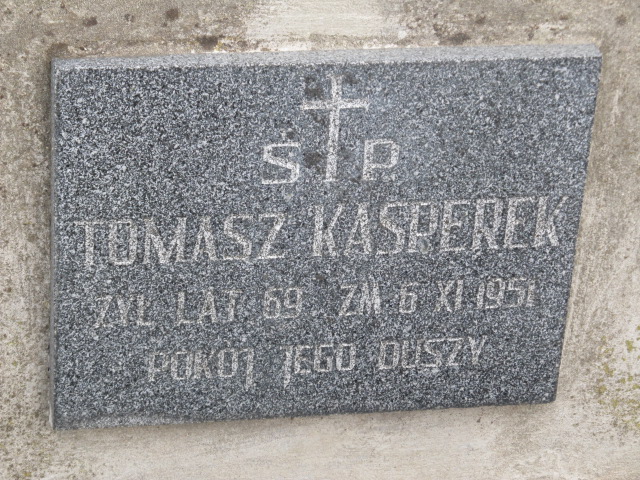 Ś P
TOMASZ KASPEREK
ŻYŁ LAT 69 ZM 6 XI 1951
POKÓJ JEGO DUSZY